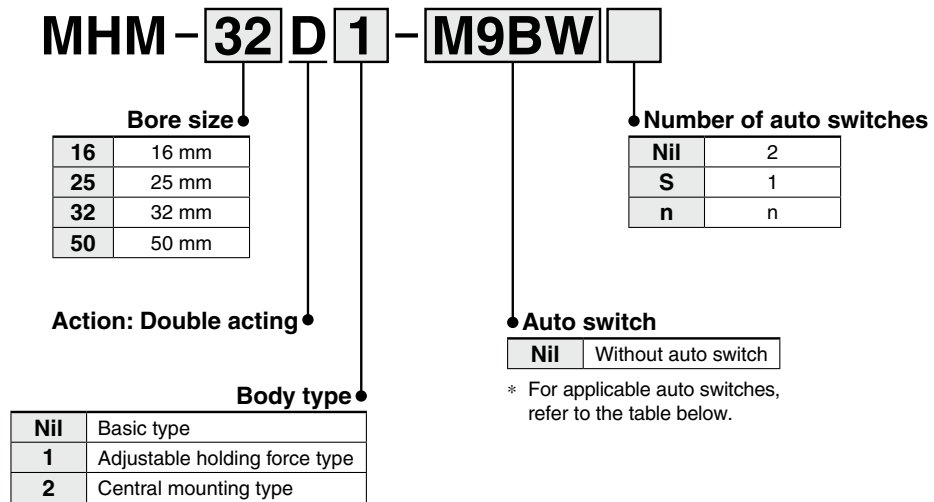 MHM-32D1-M9BW
Bore size
16 16 mm
25 25 mm
32 32 mm
50 50 mm
Number of auto switches
Nil 2
S 1
n n
Action: Double acting
Auto switch
Nil Without auto switch
* For applicable auto switches,
refer to the table below.
Body type
Nil Basic type
1 Adjustable holding force type
2 Central mounting type